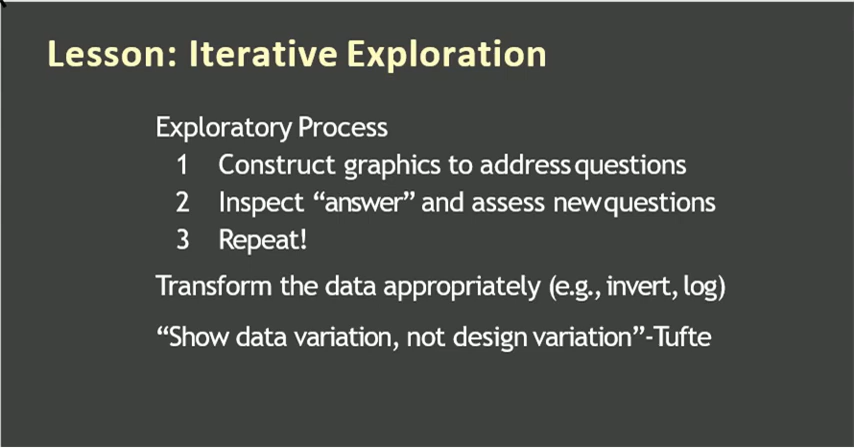 Lesson: Iterative Exploration
Exploratory Process
1 Construct graphics to address questions
2 Inspect “answer” and assess new questions
3 Repeat!
Transform the data appropriately (e.g., invert, log)
“Show data variation, not design variation”-Tufte